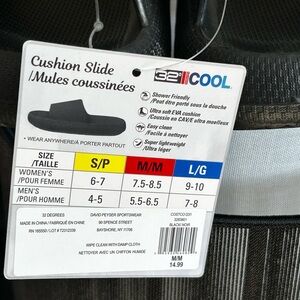 Cushion Slide
/Mules coussinées
32° COOL
Shower Friendly
/Peut être porté sous la douche
Ultra soft EVA cushion
/Coussin en CAVE ultra moelleux
Easy clean
/Facile à nettoyer
Super lightweight
/Ultra léger
• WEAR ANYWHERE/À PORTER PARTOUT
SIZE /TAILLE S/P M/M L/G
WOMEN'S /POUR FEMME 6-7 7.5-8.5 9-10
MEN'S /POUR HOMME 4-5 5.5-6.5 7-8
32 DEGREES DAVID PEYSER SPORTSWEAR
MADE IN CHINA / FABRIQUÉ EN CHINE 90 SPENCE STREET
BAYSHORE, NY 11706
BLACK/NOIR
WIPE CLEAN WITH DAMP CLOTH
NETTOYER AVEC UN CHIFFON HUMIDE
M/M
14.99